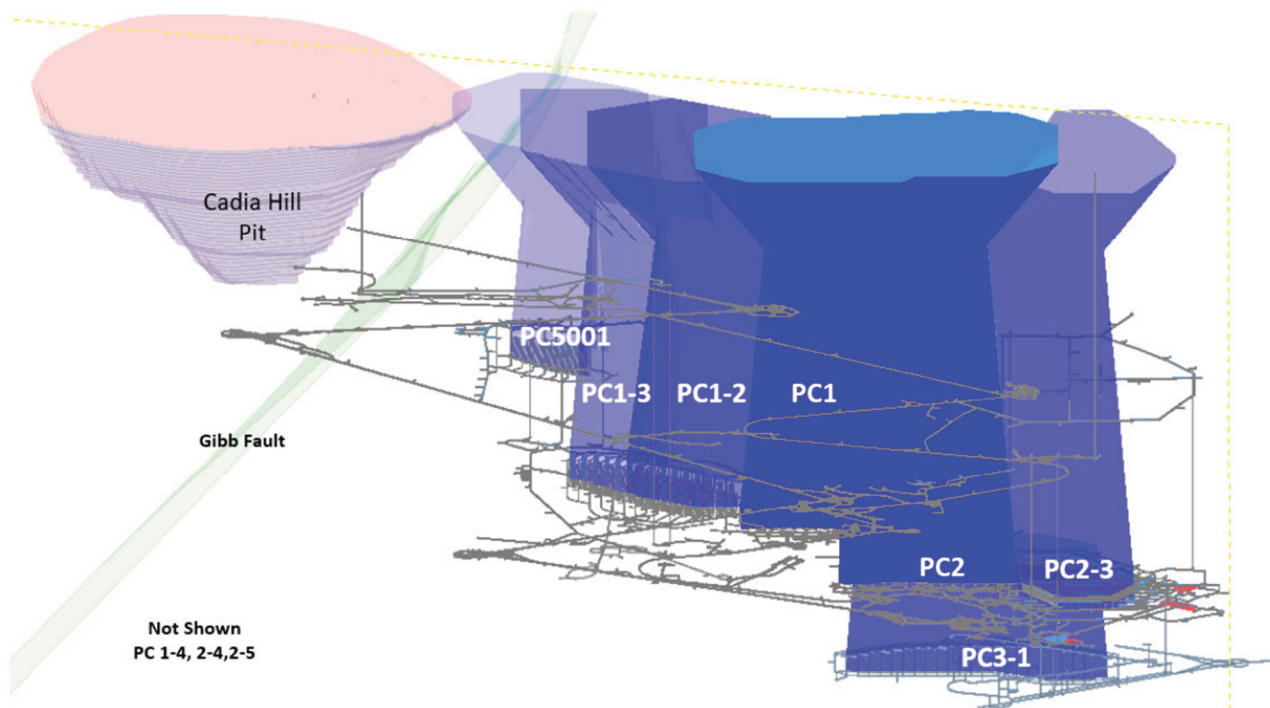 Cadia Hill
Pit
PC5001
PC1-3
PC1-2
PC1
Gibb Fault
PC2
PC2-3
Not Shown
PC 1-4, 2-4,2-5
PC3-1